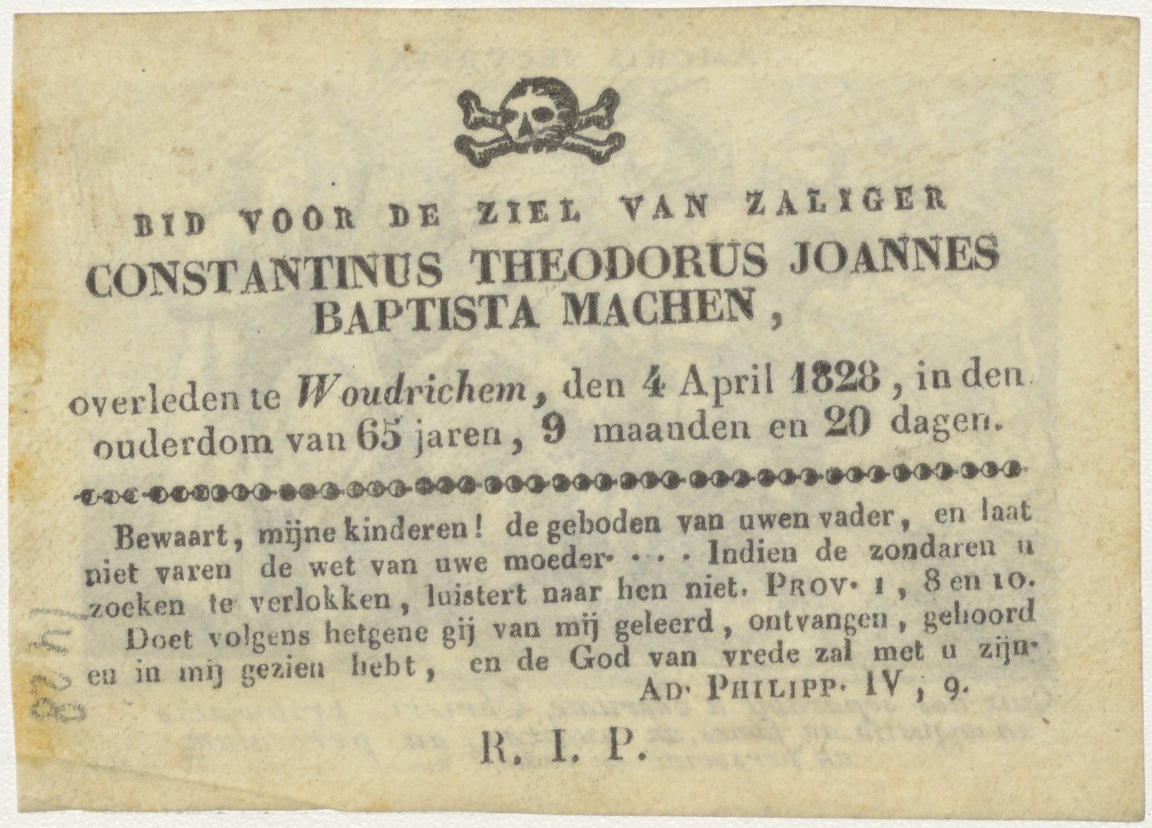 BID VOOR DE ZIEL VAN ZALIGER
CONSTANTINUS THEODORUS JOANNES
BAPTISTA MACHEN,
overleden te Woudrichem, den 4 April 1828, in den
ouderdom van 65 jaren, 9 maanden en 20 dagen.
Bewaart, mijne kinderen! de geboden van uwen vader, en laat
niet varen de wet van uwe moeder. . . . Indien de zondaren u
zoeken te verlokken, luistert naar hen niet. PROV. 1, 8 en 10.
Doet volgens hetgene gij van mij geleerd, ontvangen, gehoord
en in mij gezien hebt, en de God van vrede zal met u zijn.
AD. PHILIPP. IV, 9.
R. I. P.